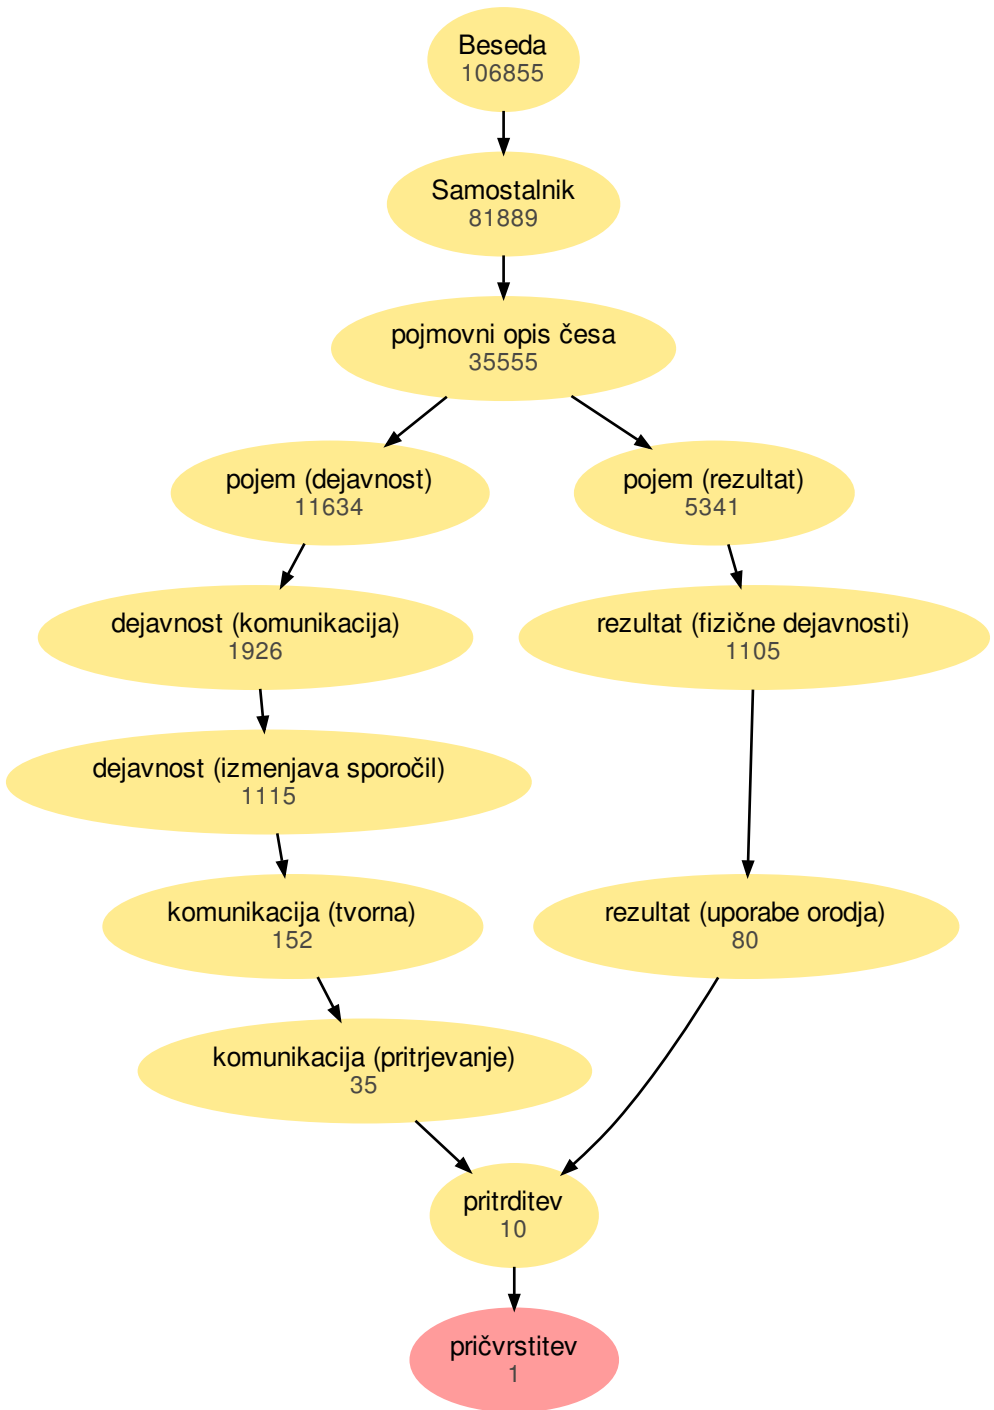 Beseda
106855
Samostalnik
81889
pojmovni opis česa
35555
pojem (dejavnost)
11634
pojem (rezultat)
5341
dejavnost (komunikacija)
1926
rezultat (fizične dejavnosti)
1105
dejavnost (izmenjava sporočil)
1115
komunikacija (tvorna)
152
rezultat (uporabe orodja)
80
komunikacija (pritrjevanje)
35
pritrditev
10
pričvrstitev
1